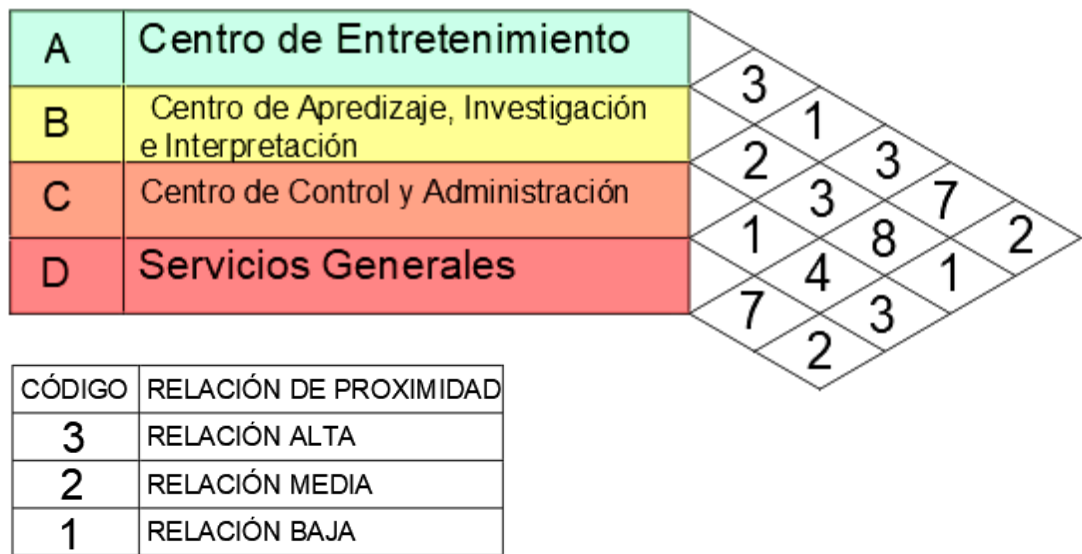 A Centro de Entretenimiento
B Centro de Apredizaje, Investigación
e Interpretación
C Centro de Control y Administración
D Servicios Generales
3
1
2 3
3 7
1 8 2
4 1
7 3
2
CÓDIGO RELACIÓN DE PROXIMIDAD
3 RELACIÓN ALTA
2 RELACIÓN MEDIA
1 RELACIÓN BAJA